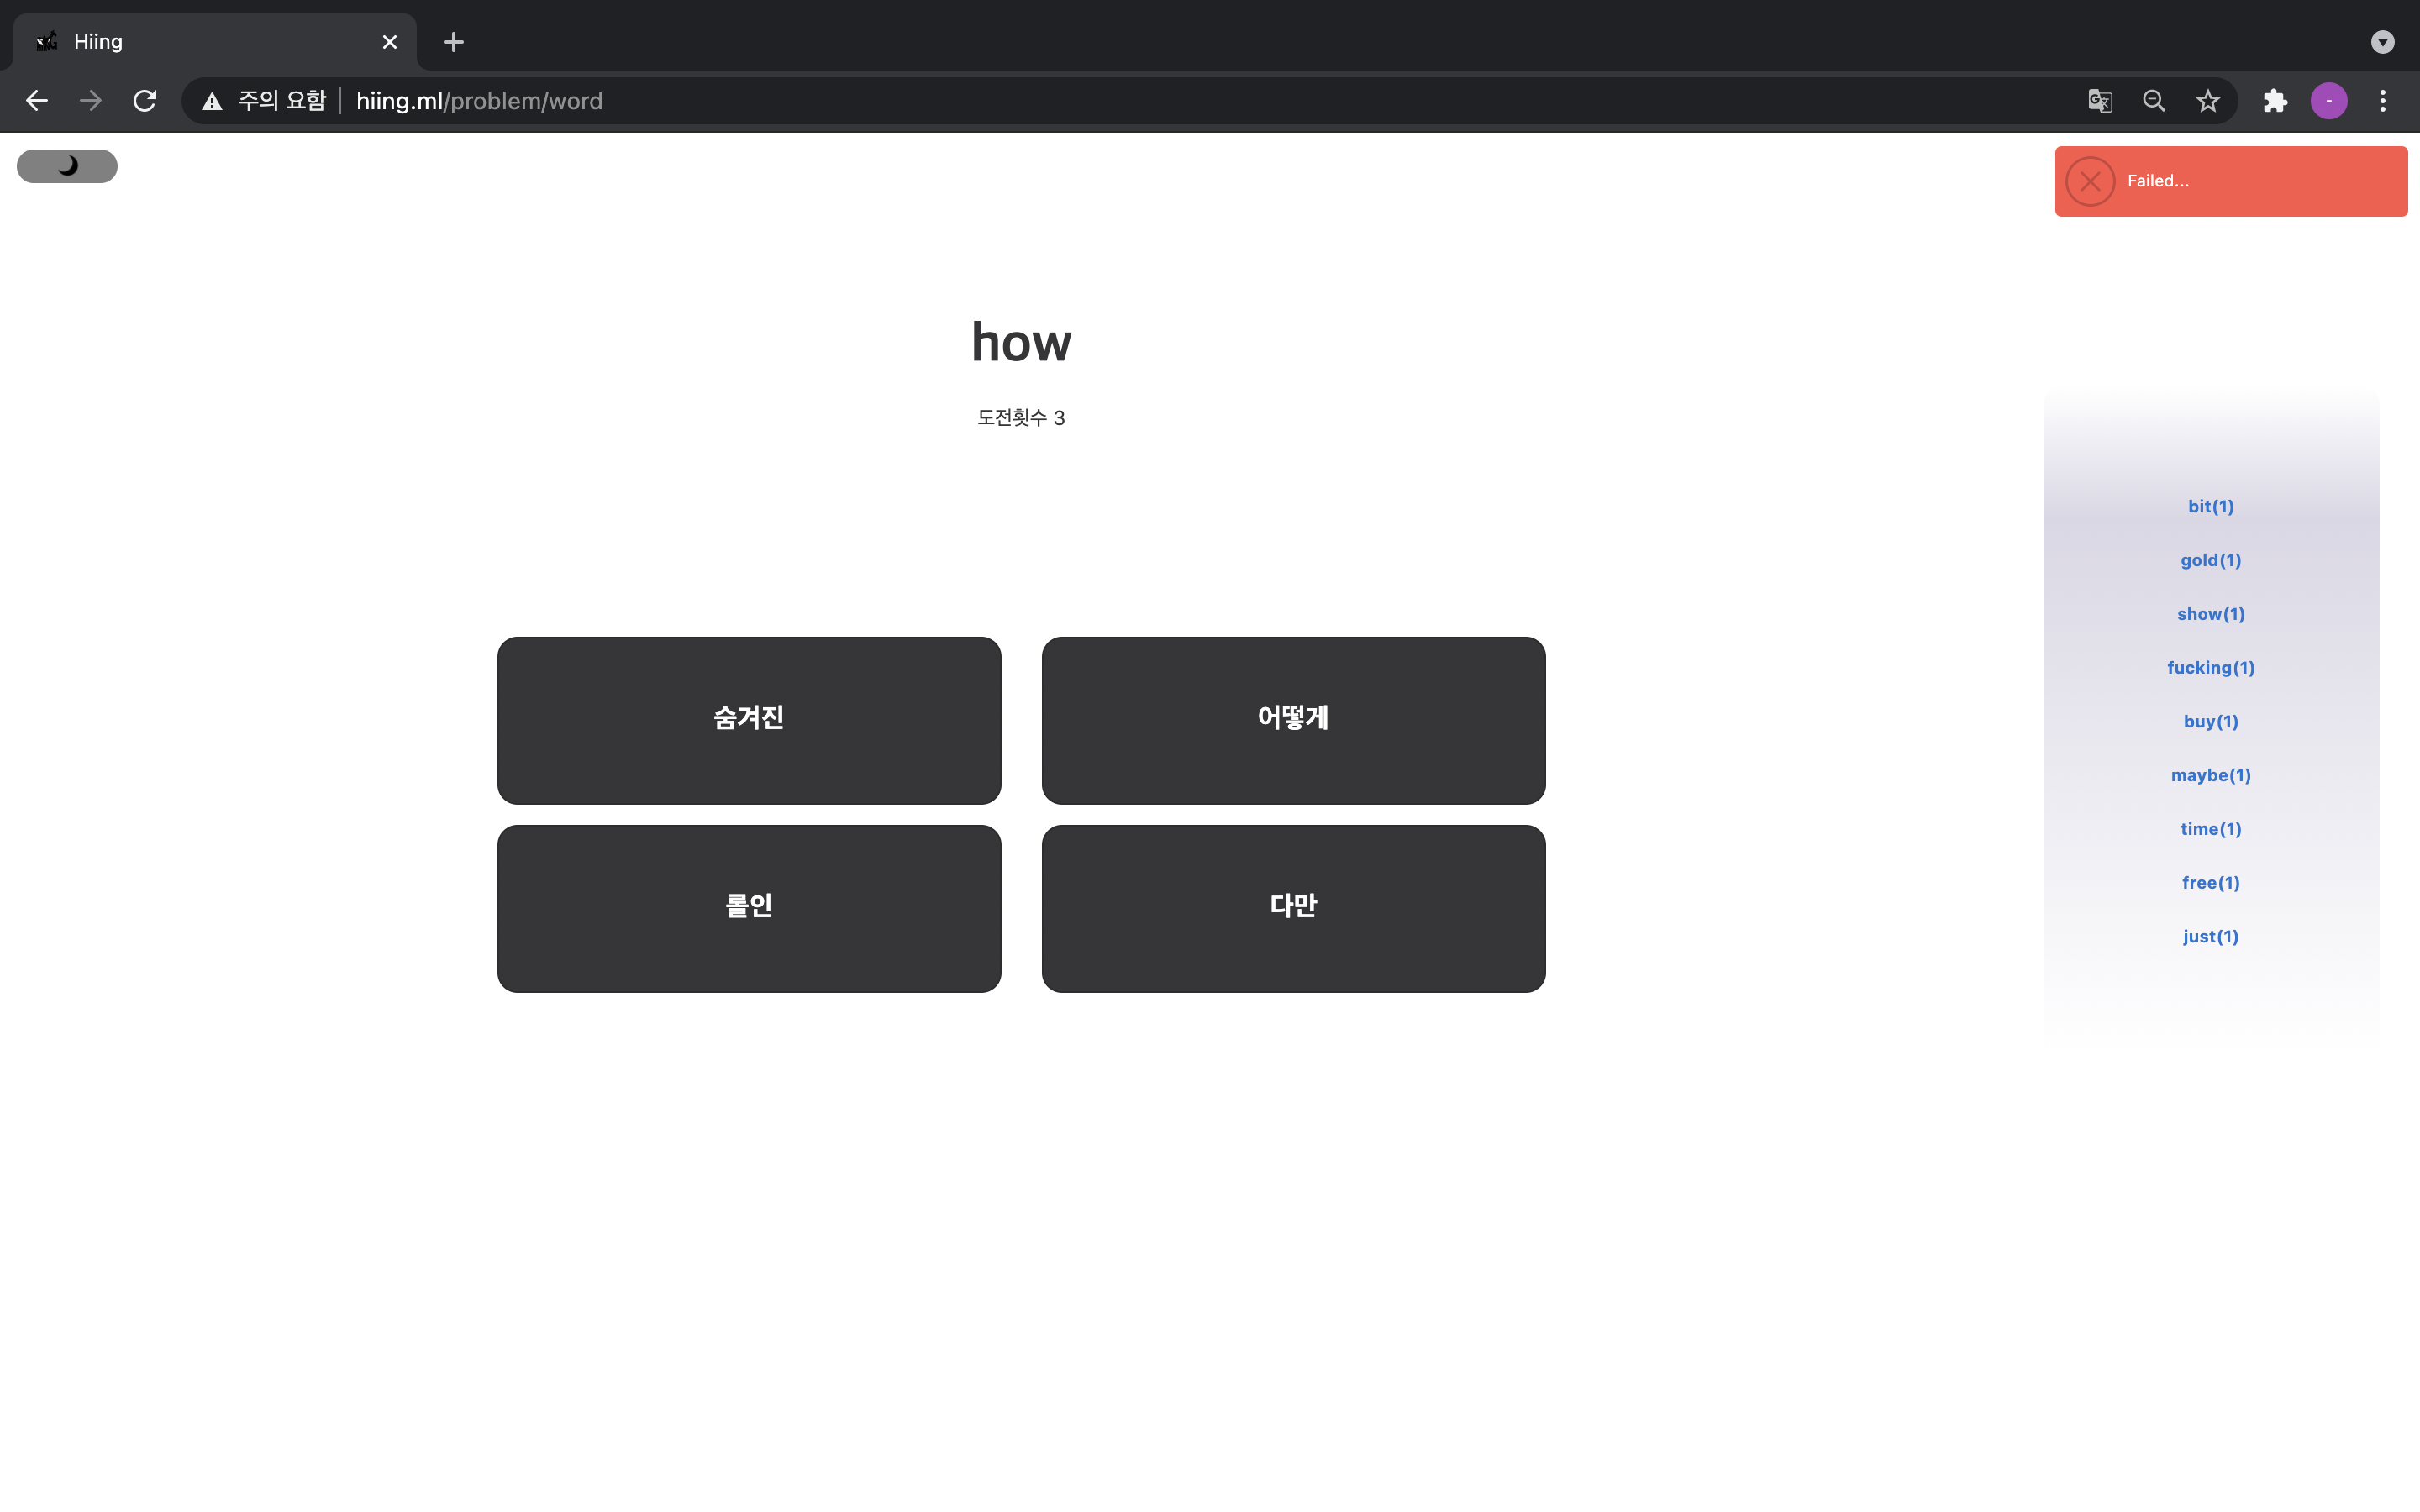 Hiing
주의 요함 hiing.ml/problem/word
Failed...
how
도전횟수 3
숨겨진
어떻게
롤인
다만
bit(1)
gold(1)
show(1)
fucking(1)
buy(1)
maybe(1)
time(1)
free(1)
just(1)